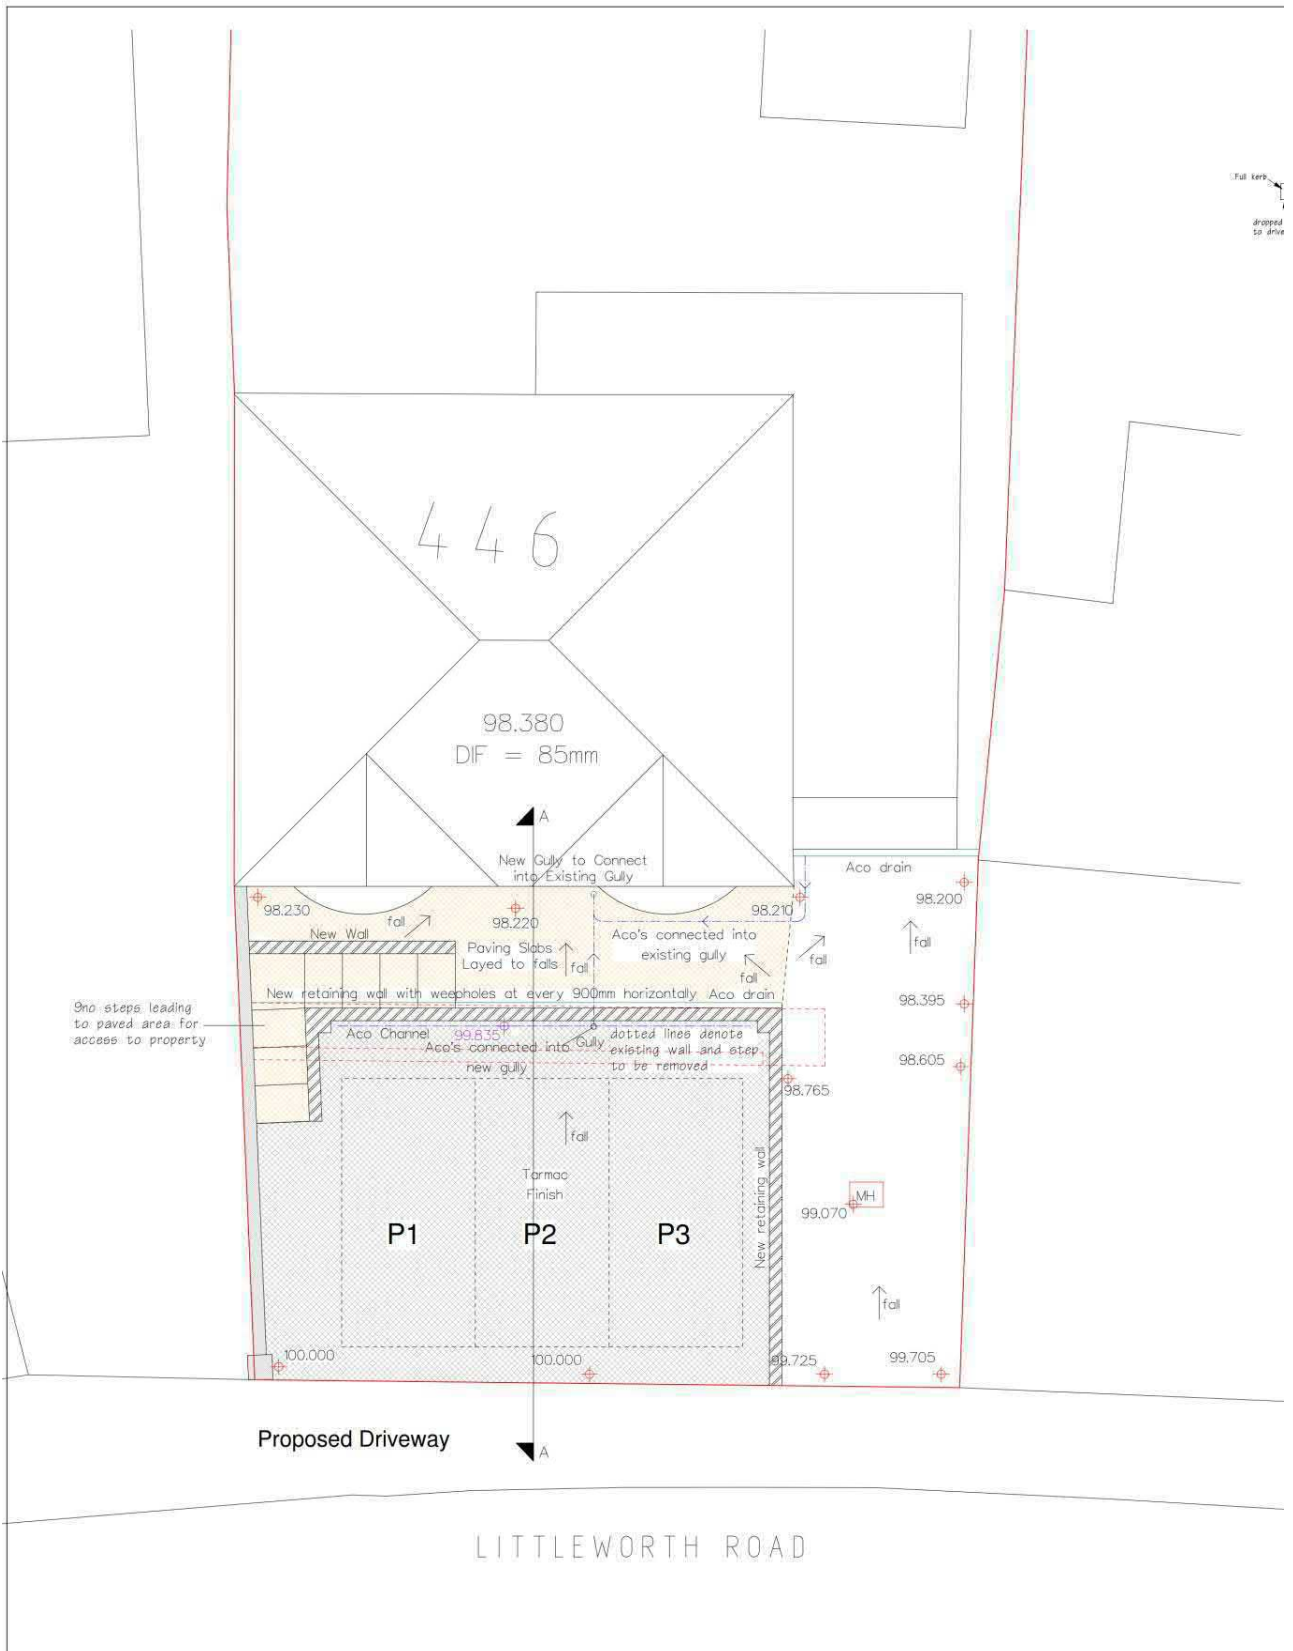 Full kerb
dropped
to drive
446
98.380
DIF = 85mm
A
New Gully to Connect
into Existing Gully
Aco drain
98.230
fall
98.220
98.210
98.200
New Wall
Paving Slabs
Layed to falls
fall
Aco's connected into
existing gully
fall
fall
fall
New retaining wall with weepholes at every 900mm horizontally
Aco drain
98.395
9no steps leading
to paved area for
access to property
Aco Channel
99.835
Gully
Aco's connected into
new gully
dotted lines denote
existing wall and step
to be removed
98.605
98.765
fall
Tarmac
Finish
New retaining wall
MH
99.070
P1
P2
P3
fall
100.000
100.000
99.725
99.705
Proposed Driveway
A
LITTLEWORTH ROAD